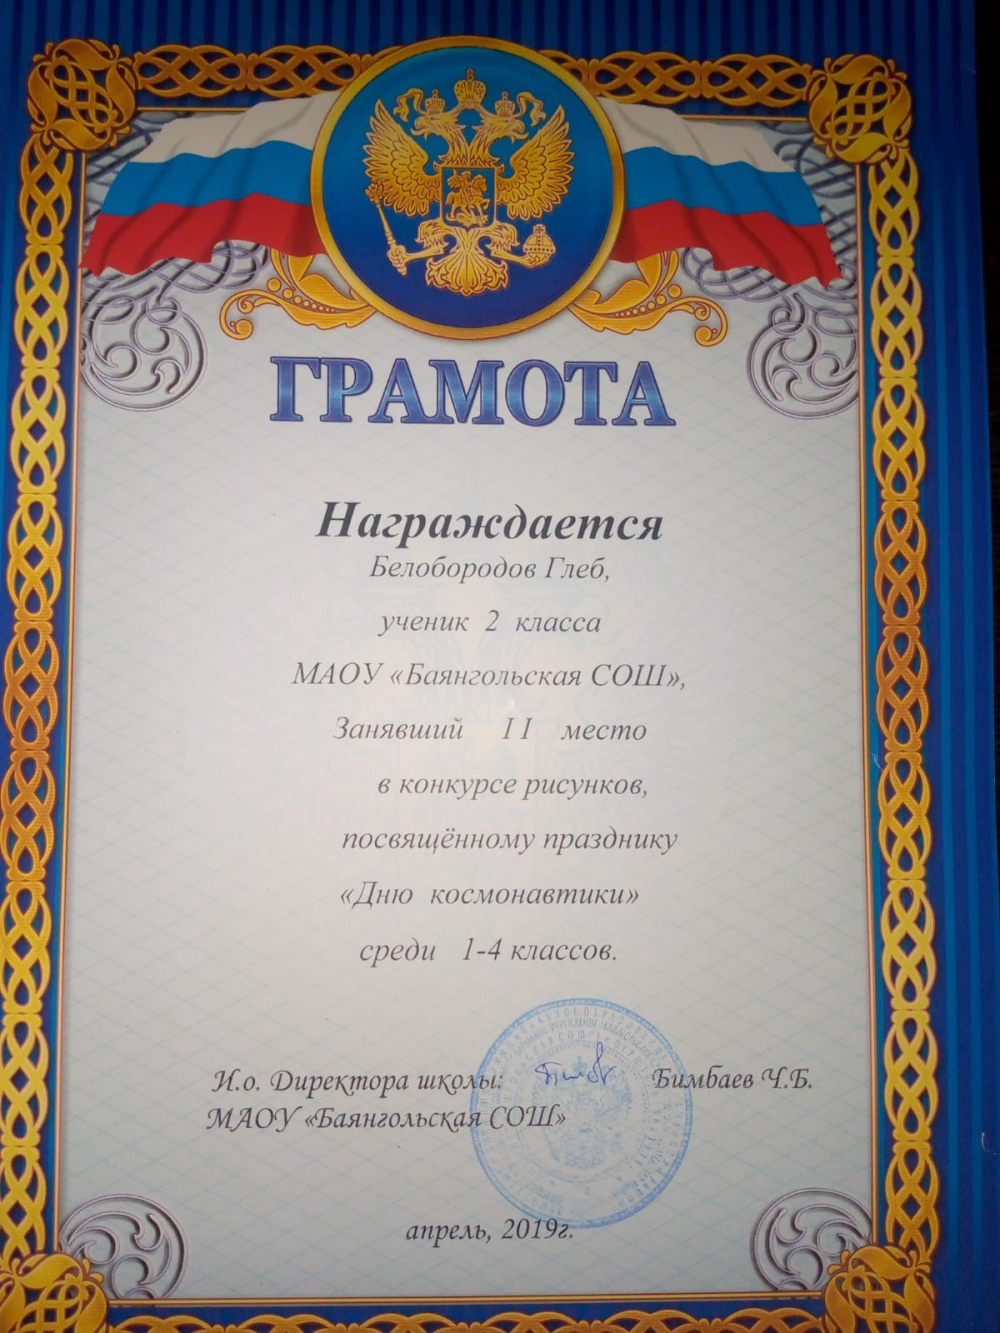 ГРАМОТА
Награждается
Белобородов Глеб,
ученик 2 класса
МАОУ «Баянгольская СОШ»,
Занявший II место
в конкурсе рисунков,
посвящённому празднику
«Дню космонавтики»
среди 1-4 классов.
И.о. Директора школы: Бимбаев Ч.Б.
МАОУ «Баянгольская СОШ»
апрель, 2019г.